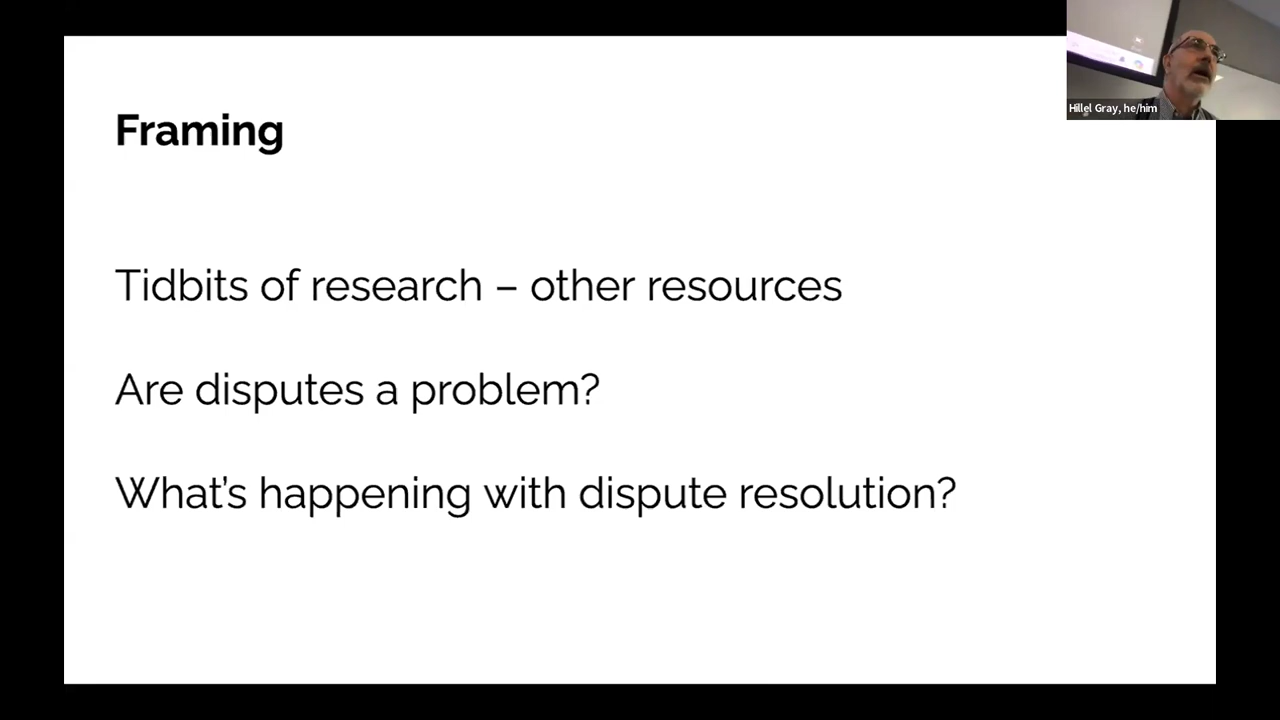 Framing
Tidbits of research – other resources
Are disputes a problem?
What's happening with dispute resolution?
Hillel Gray, he/him